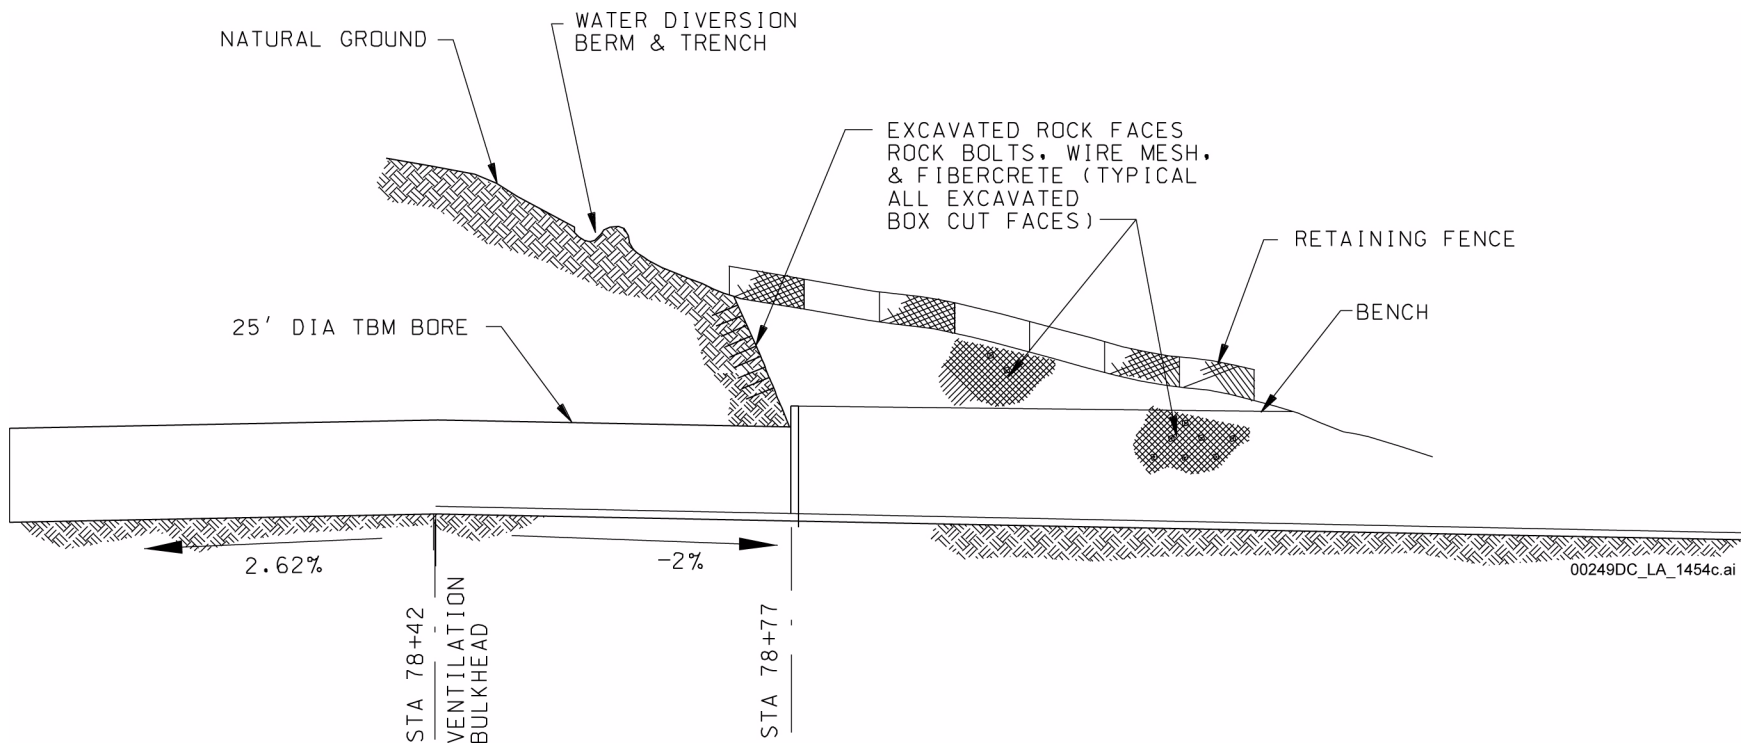 WATER DIVERSION
BERM & TRENCH
NATURAL GROUND
EXCAVATED ROCK FACES
ROCK BOLTS, WIRE MESH,
& FIBERCRETE (TYPICAL
ALL EXCAVATED
BOX CUT FACES)
RETAINING FENCE
BENCH
25' DIA TBM BORE
2.62%
-2%
00249DC_LA_1454c.ai
STA 78+42
VENTILATION
BULKHEAD
STA 78+77